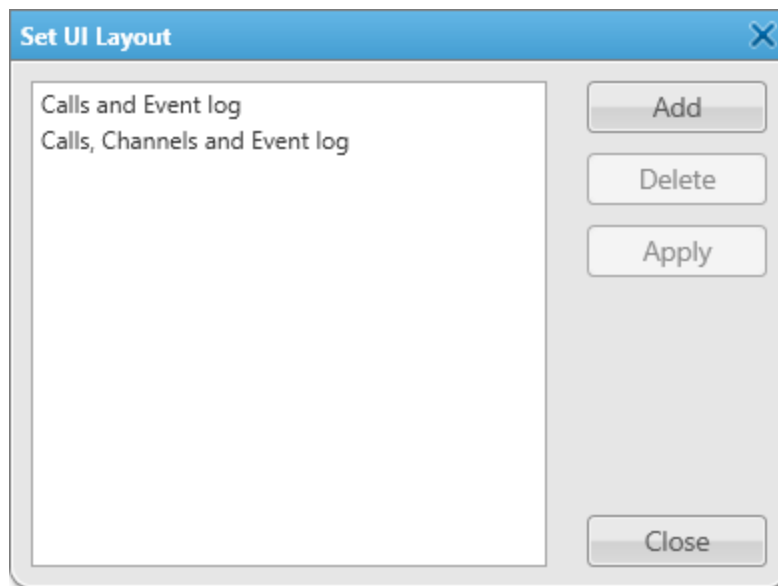 Set UI Layout
Calls and Event log
Calls, Channels and Event log
Add
Delete
Apply
Close